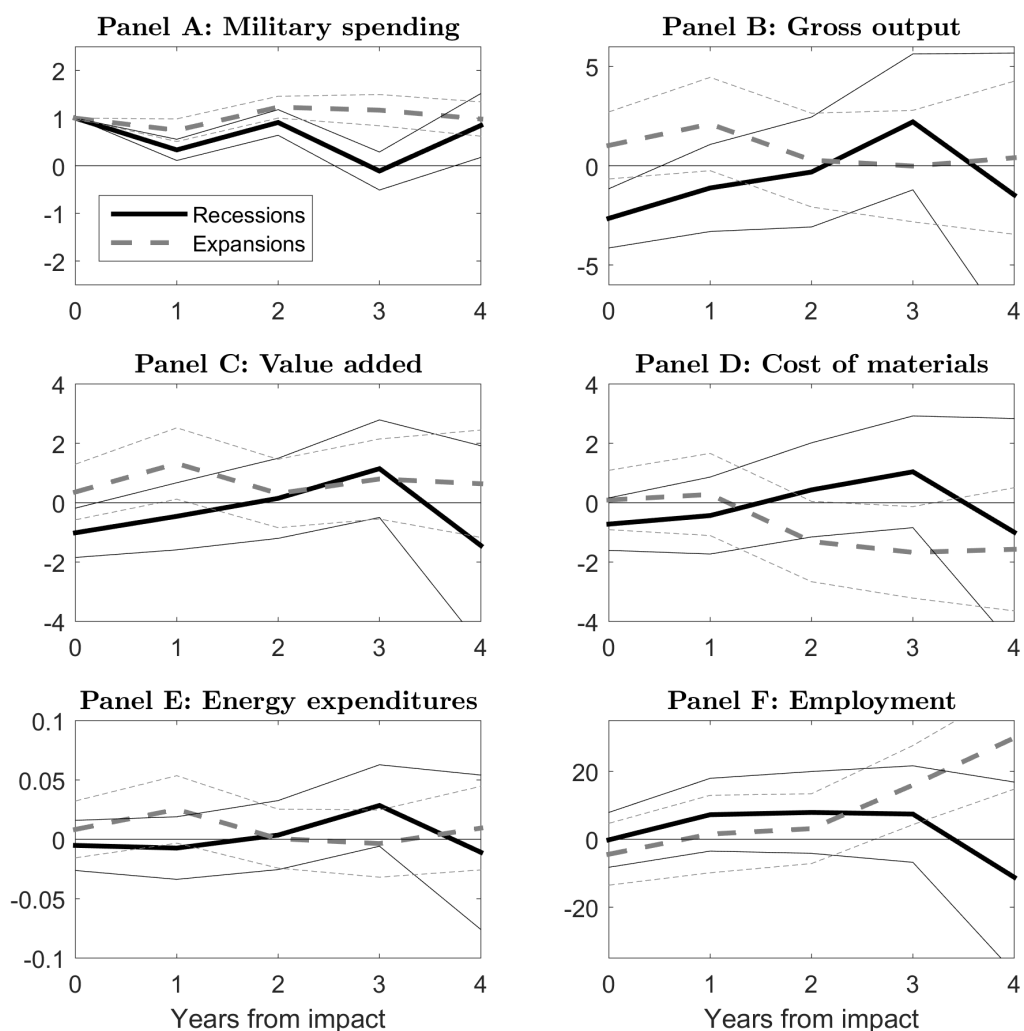 Panel A: Military spending
2
1
0
-1
-2
Recessions
Expansions
0 1 2 3 4
Panel B: Gross output
5
0
-5
0 1 2 3 4
Panel C: Value added
4
2
0
-2
-4
0 1 2 3 4
Panel D: Cost of materials
4
2
0
-2
-4
0 1 2 3 4
Panel E: Energy expenditures
0.1
0.05
0
-0.05
-0.1
0 1 2 3 4
Years from impact
Panel F: Employment
20
0
-20
0 1 2 3 4
Years from impact